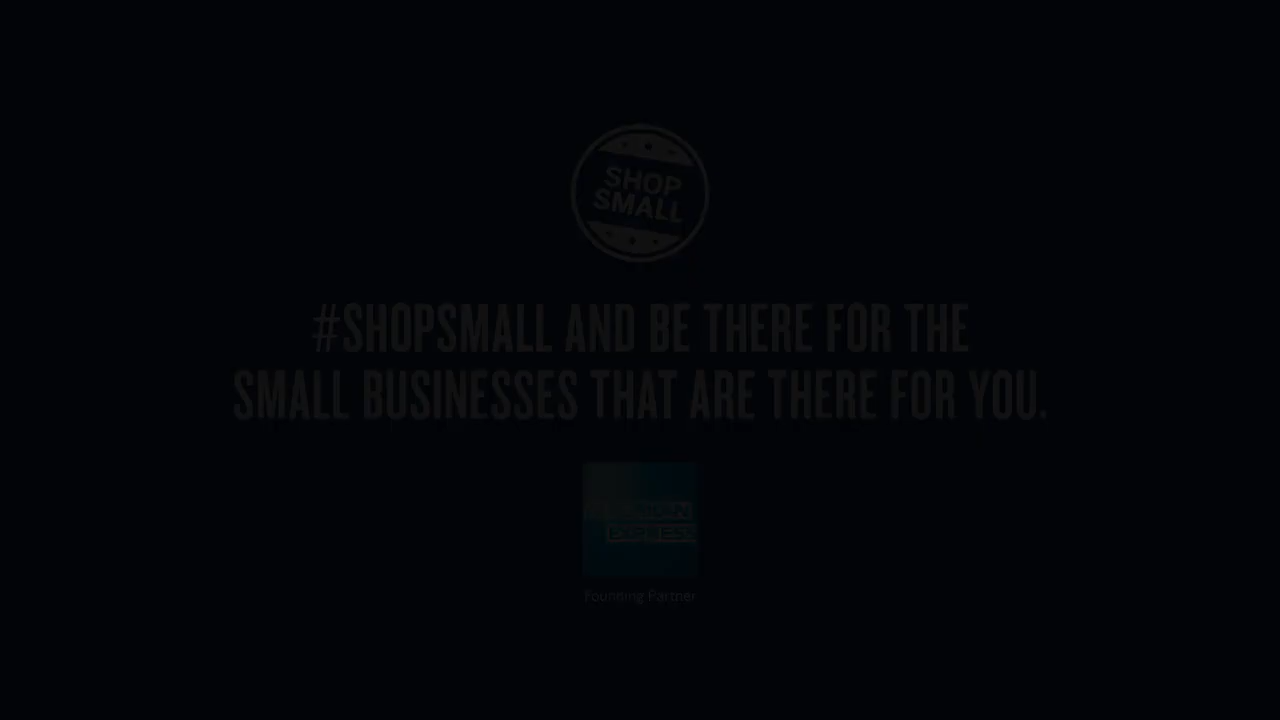 SHOP
SMALL
#SHOPSMALL AND BE THERE FOR THE
SMALL BUSINESSES THAT ARE THERE FOR YOU.
AMERICAN
EXPRESS
Founding Partner